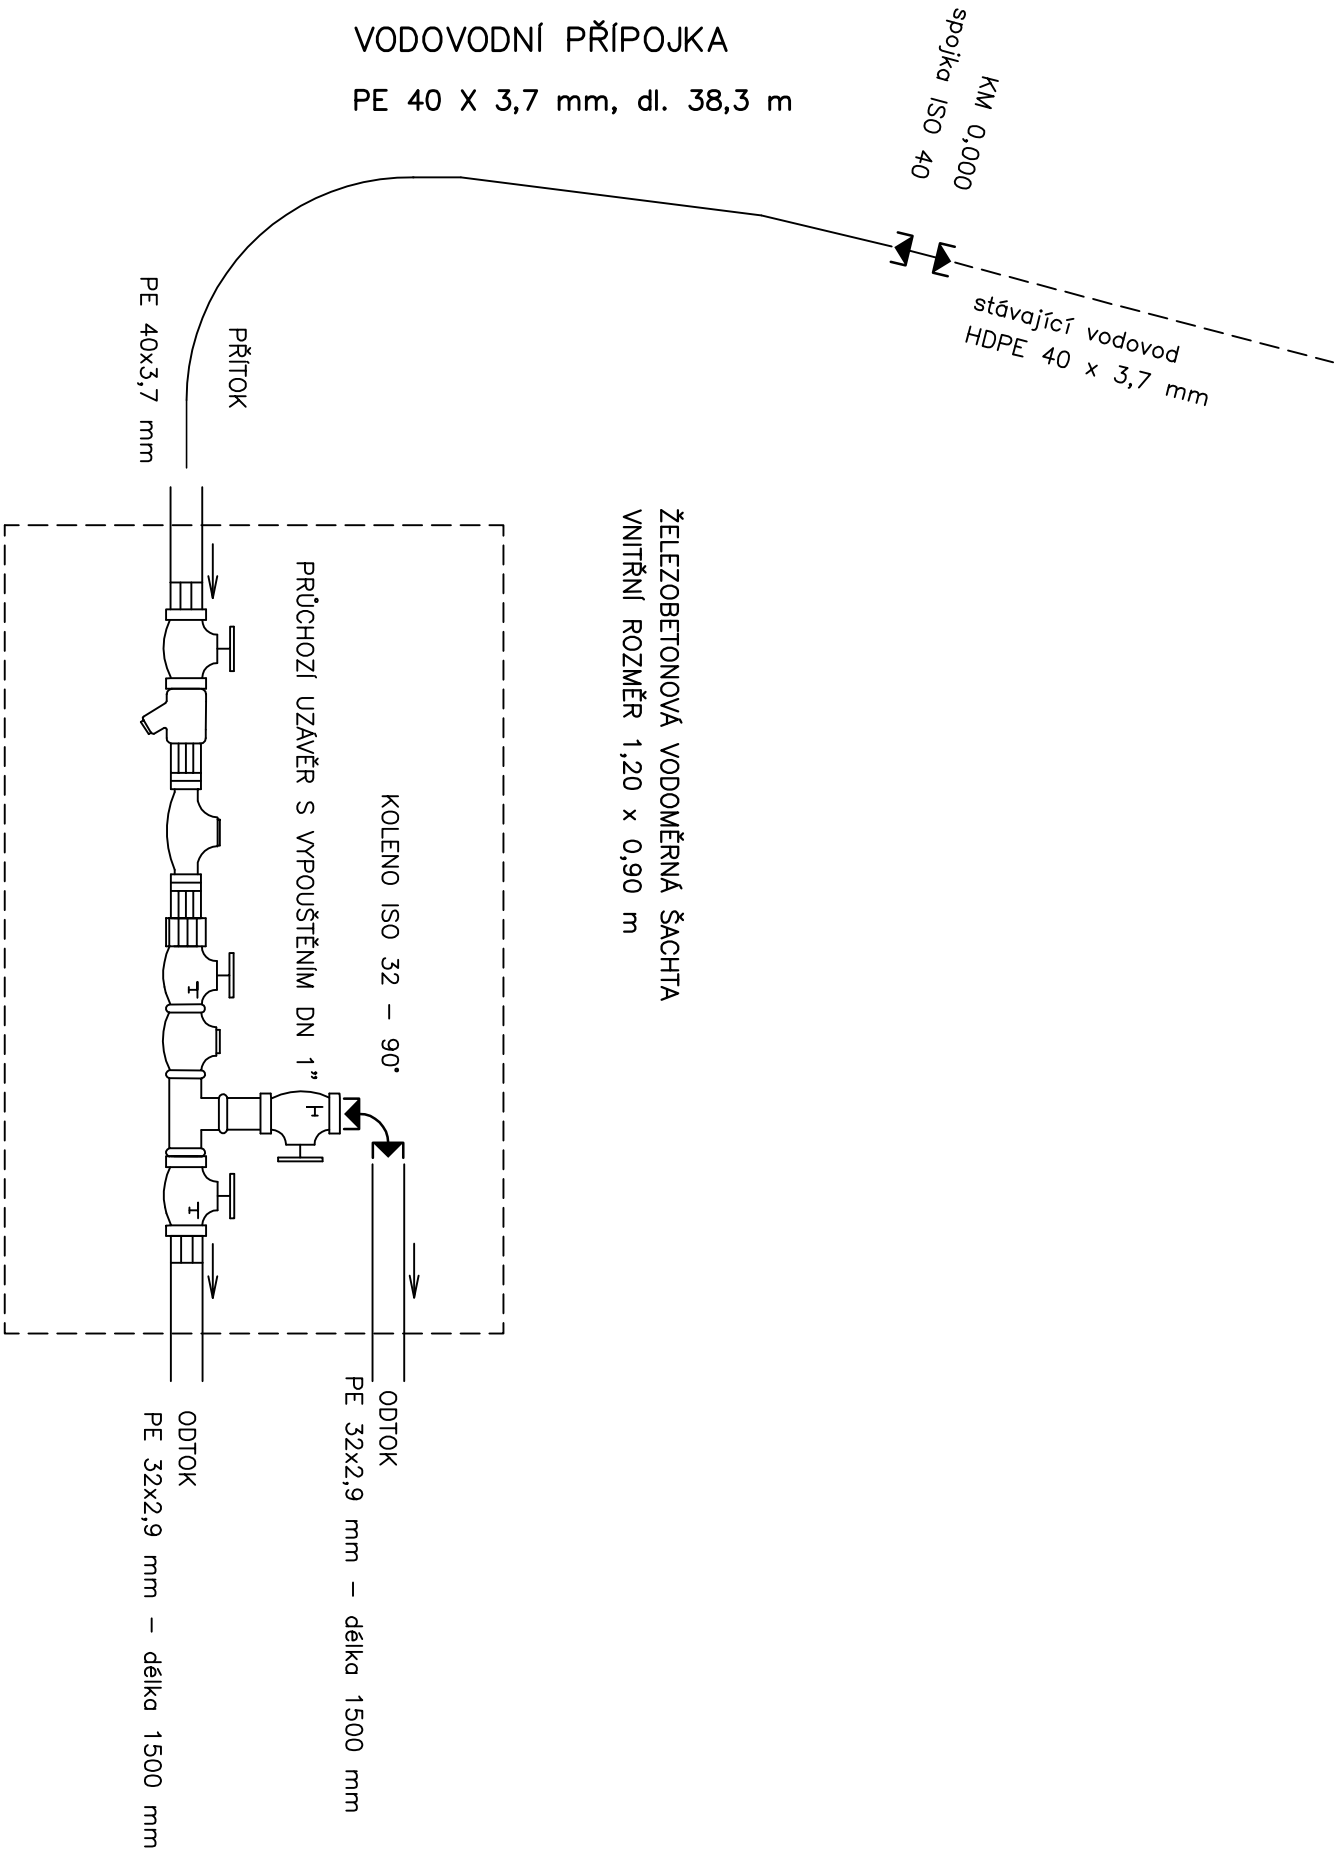 VODOVODNÍ PŘÍPOJKA
PE 40 X 3,7 mm, dl. 38,3 m
KM 0,000
spojka ISO 40
stávající vodovod
HDPE 40 x 3,7 mm
PŘÍTOK
PE 40x3,7 mm
ŽELEZOBETONOVÁ VODOMĚRNÁ ŠACHTA
VNITŘNÍ ROZMĚR 1,20 x 0,90 m
KOLENO ISO 32 – 90°
PRŮCHOZÍ UZÁVĚR S VYPOUŠTĚNÍM DN 1"
ODTOK
PE 32x2,9 mm – délka 1500 mm
ODTOK
PE 32x2,9 mm – délka 1500 mm